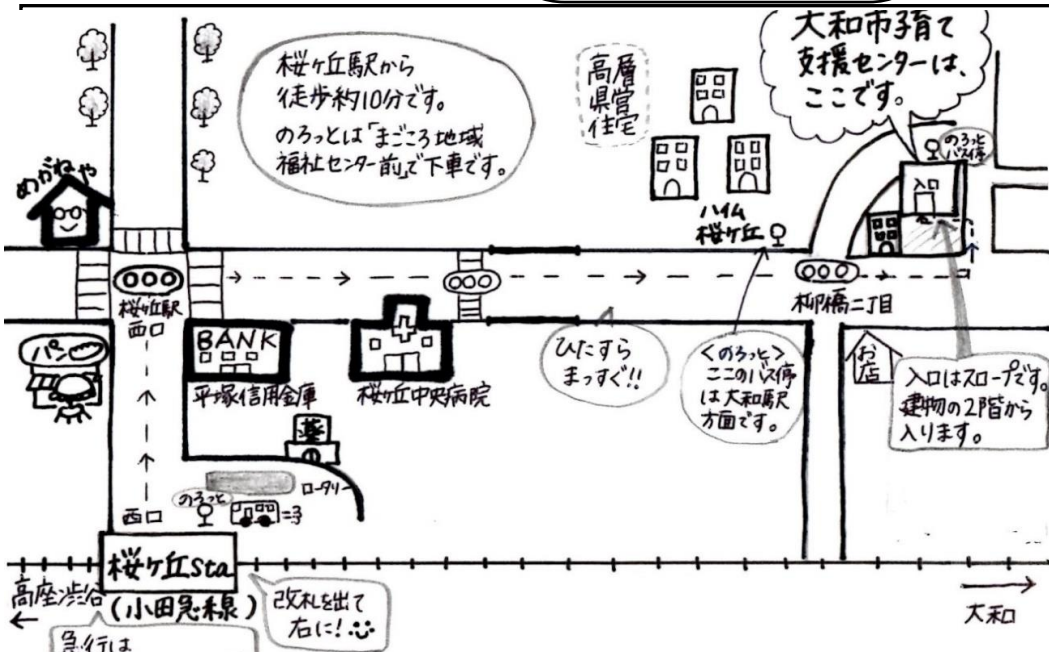 桜ヶ丘駅から
徒歩約10分です。
のろっとは「まごころ地域
福祉センター前」で下車です。
高層
県営
住宅
大和市子育て
支援センターは、
ここです。
のろっと
バス停
入口
めがねや
ハイム
桜ヶ丘
桜ヶ丘駅
西口
柳橋二丁目
パン
BANK
平塚信用金庫
桜ヶ丘中央病院
ひたすら
まっすぐ!!
<のろっと>
ここのバス停
は大和駅
方面です。
お店
入口はスロープです。
建物の2階から
入ります。
薬
ロータリー
のろっと
西口
桜ヶ丘Sta
(小田急線)
高座渋谷
改札を出て
右に!
大和
急行は